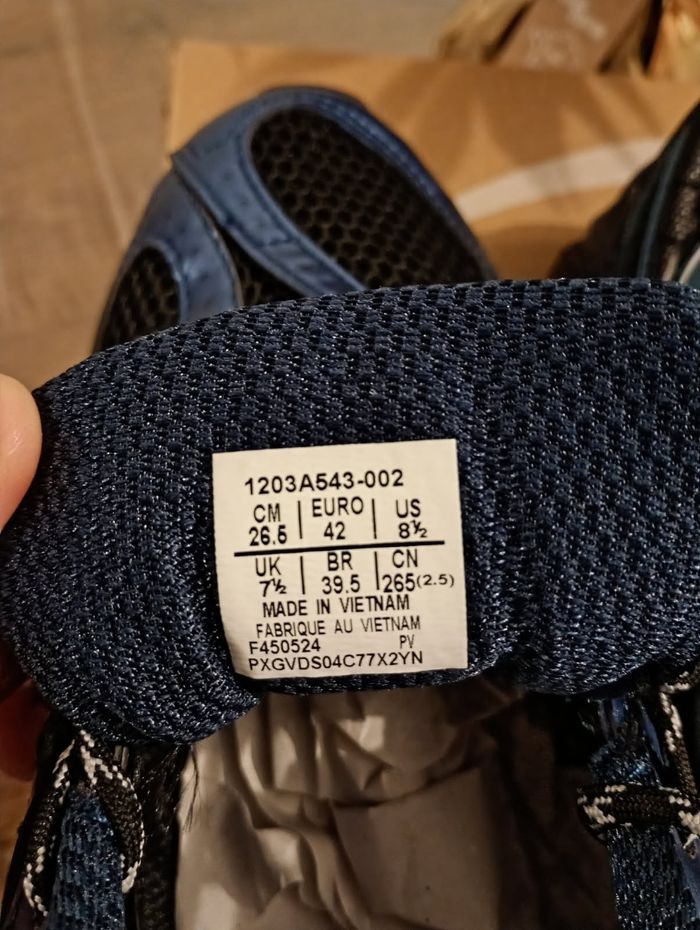 1203A543-002
CM | EURO | US
26.5 | 42 | 8½
UK | BR | CN
7½ | 39.5 | 265(2.5)
MADE IN VIETNAM
FABRIQUE AU VIETNAM
F450524 PV
PXGVDS04C77X2YN